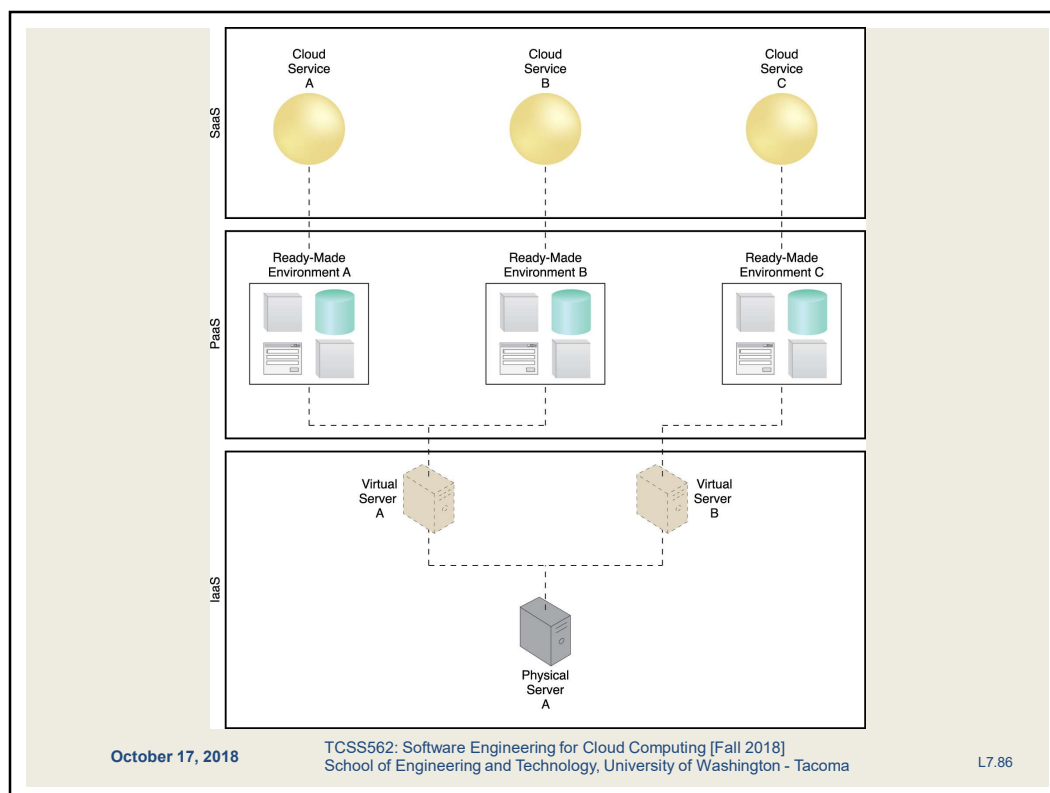 Cloud
Service
A
Cloud
Service
B
Cloud
Service
C
SaaS
Ready-Made
Environment A
Ready-Made
Environment B
Ready-Made
Environment C
PaaS
Virtual
Server
A
Virtual
Server
B
IaaS
Physical
Server
A
October 17, 2018
TCSS562: Software Engineering for Cloud Computing [Fall 2018]
School of Engineering and Technology, University of Washington - Tacoma
L7.86